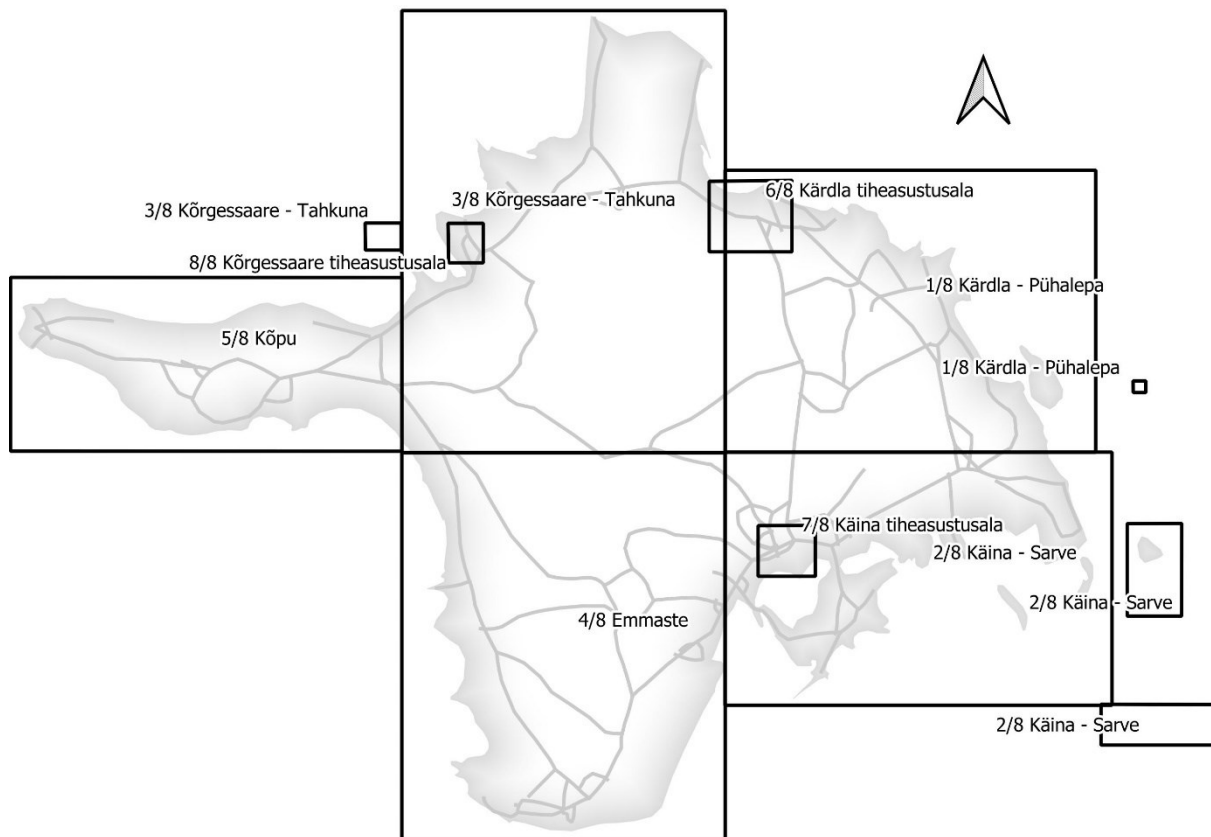 6/8 Kärdla tiheasustusala
3/8 Kõrgessaare - Tahkuna
3/8 Kõrgessaare - Tahkuna
8/8 Kõrgessaare tiheasustusala
1/8 Kärdla - Pühalepa
5/8 Kõpu
1/8 Kärdla - Pühalepa
7/8 Käina tiheasustusala
2/8 Käina - Sarve
2/8 Käina - Sarve
4/8 Emmaste
2/8 Käina - Sarve